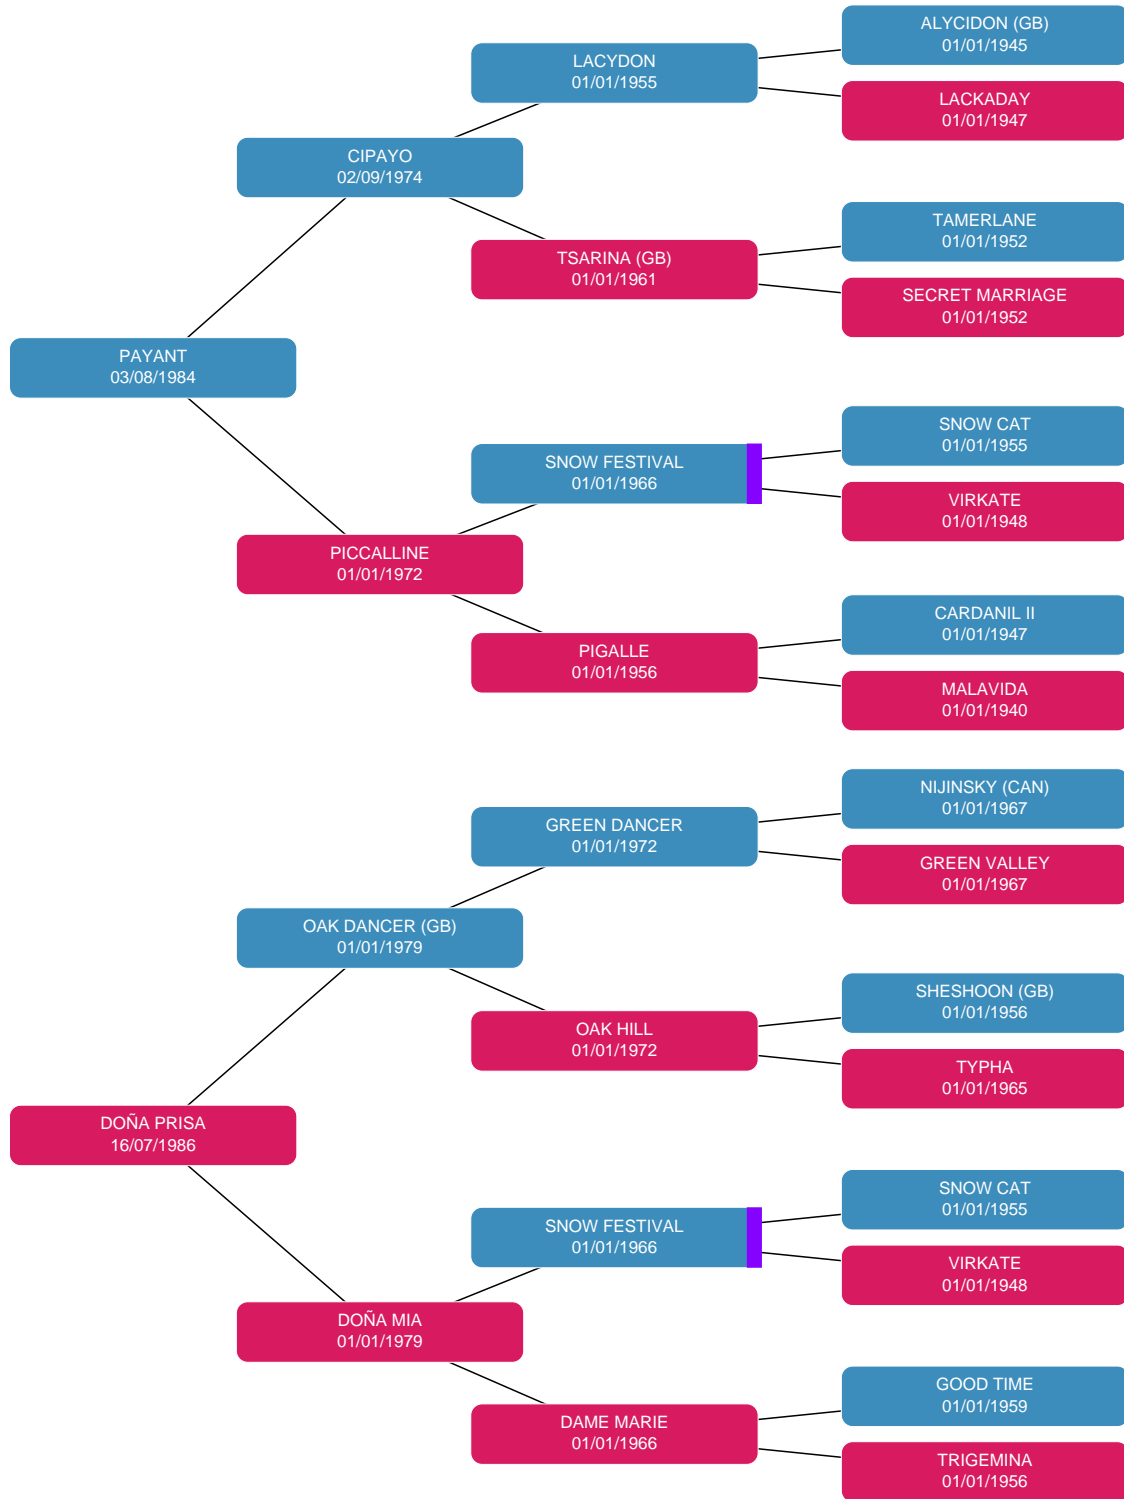 ALYCIDON (GB)
01/01/1945
LACYDON
01/01/1955
LACKADAY
01/01/1947
CIPAYO
02/09/1974
TAMERLANE
01/01/1952
TSARINA (GB)
01/01/1961
SECRET MARRIAGE
01/01/1952
PAYANT
03/08/1984
SNOW CAT
01/01/1955
SNOW FESTIVAL
01/01/1966
VIRKATE
01/01/1948
PICCALLINE
01/01/1972
CARDANIL II
01/01/1947
PIGALLE
01/01/1956
MALAVIDA
01/01/1940
NIJINSKY (CAN)
01/01/1967
GREEN DANCER
01/01/1972
GREEN VALLEY
01/01/1967
OAK DANCER (GB)
01/01/1979
SHESHOON (GB)
01/01/1956
OAK HILL
01/01/1972
TYPHA
01/01/1965
DOÑA PRISA
16/07/1986
SNOW CAT
01/01/1955
SNOW FESTIVAL
01/01/1966
VIRKATE
01/01/1948
DOÑA MIA
01/01/1979
GOOD TIME
01/01/1959
DAME MARIE
01/01/1966
TRIGEMINA
01/01/1956